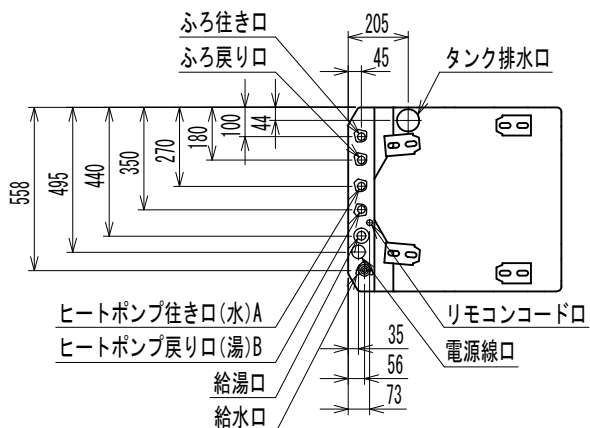 ふろ往き口
ふろ戻り口
205
45
タンク排水口
44
100
180
270
350
440
495
558
ヒートポンプ往き口(水)A
ヒートポンプ戻り口(湯)B
給湯口
給水口
35
56
73
リモコンコード口
電源線口